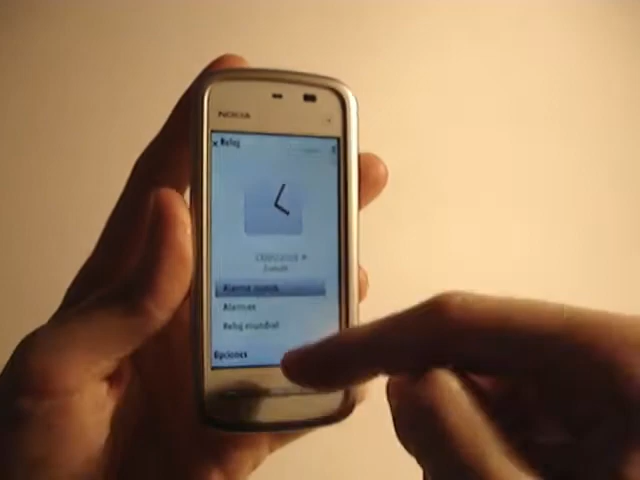 NOKIA
× Reloj
Alarma nueva
Alarmas
Reloj mundial
Opciones